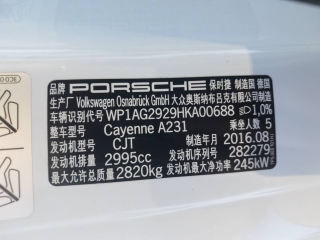 品牌 PORSCHE 保时捷 制造国 德国
生产厂 Volkswagen Osnabrück GmbH 大众奥斯纳布吕克有限公司
车辆识别代号 WP1AG2929HKA00688 1,0%
整车型号 Cayenne A231 乘坐人数 5
发动机型号 CJT 制造年月 2016.08
发动机排量 2995cc 发动机序列号 282279
最大允许总质量 2820kg 发动机最大净功率 245kW